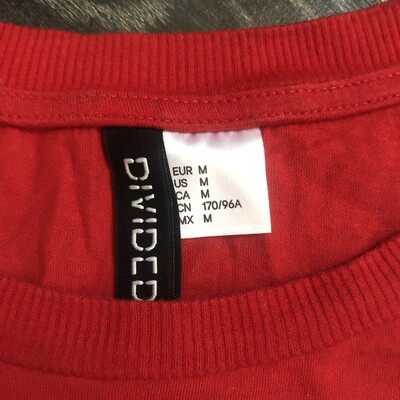 DIVIDED
EUR M
US M
CA M
CN 170/96A
MX M